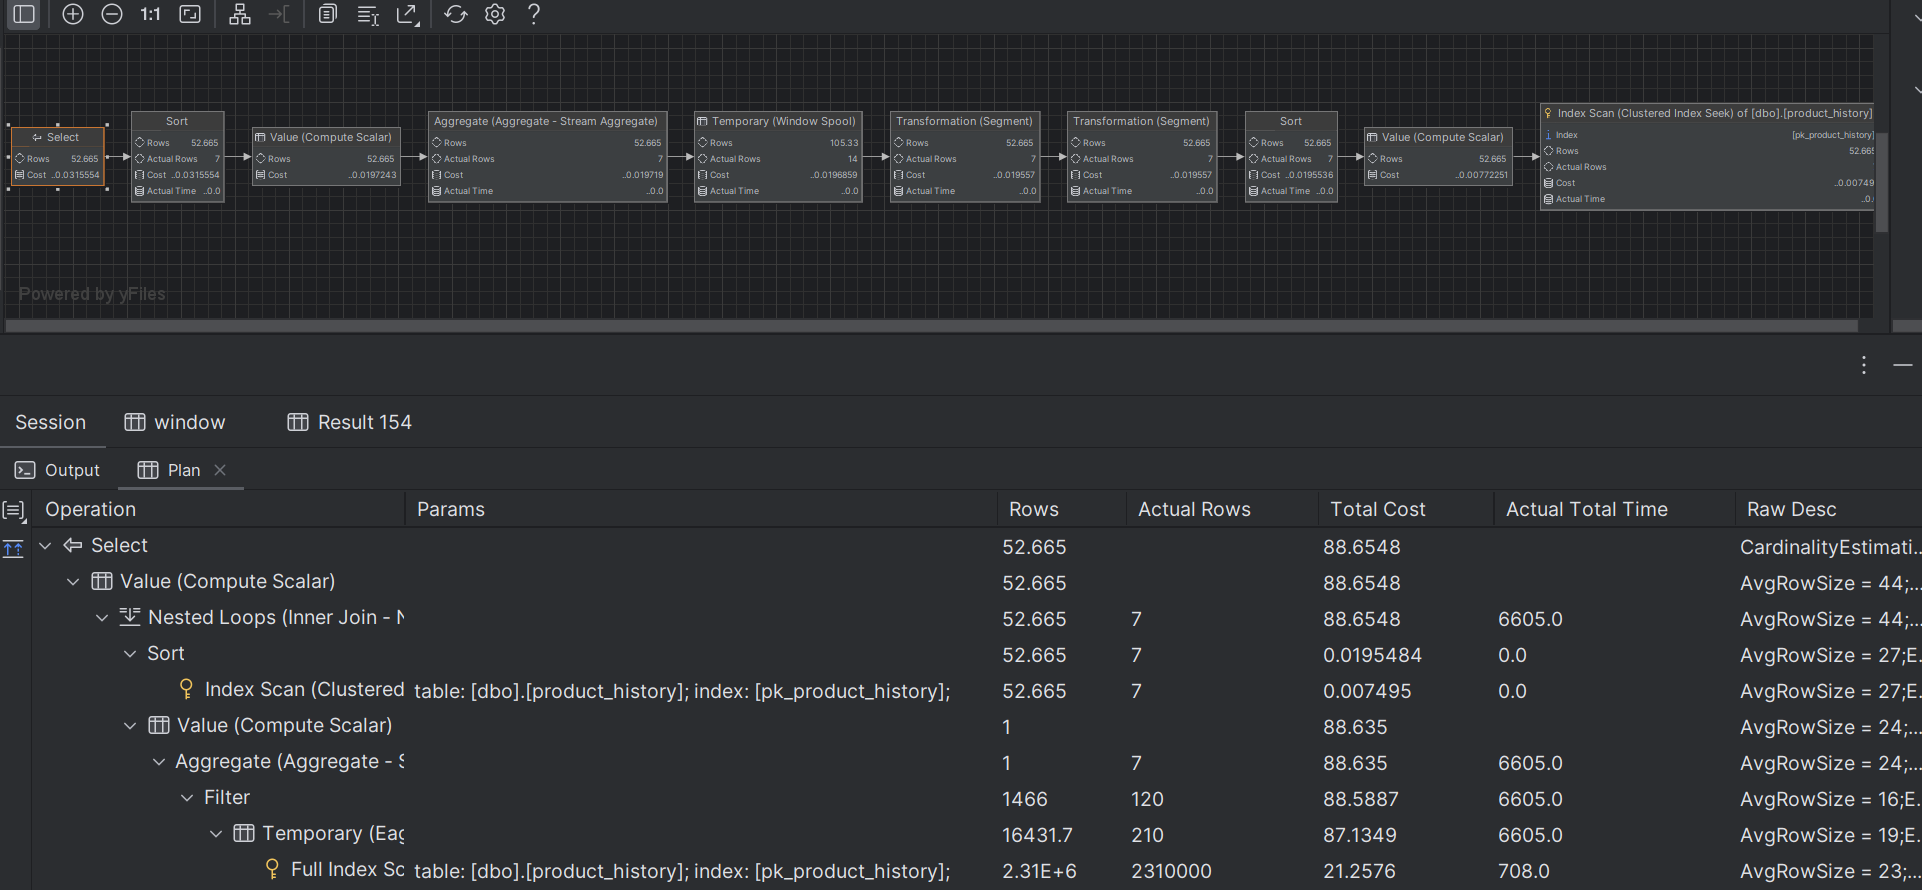 1:1
Select
Rows 52.665
Cost ..0.0315554
Sort
Rows 52.665
Actual Rows 7
Cost ..0.0315554
Actual Time ..0.0
Value (Compute Scalar)
Rows 52.665
Cost ..0.0197243
Aggregate (Aggregate - Stream Aggregate)
Rows 52.665
Actual Rows 7
Cost ..0.019719
Actual Time ..0.0
Temporary (Window Spool)
Rows 105.33
Actual Rows 14
Cost ..0.0196859
Actual Time ..0.0
Transformation (Segment)
Rows 52.665
Actual Rows 7
Cost ..0.019557
Actual Time ..0.0
Transformation (Segment)
Rows 52.665
Actual Rows 7
Cost ..0.019557
Actual Time ..0.0
Sort
Rows 52.665
Actual Rows 7
Cost ..0.0195536
Actual Time ..0.0
Value (Compute Scalar)
Rows 52.665
Cost ..0.00772251
Index Scan (Clustered Index Seek) of [dbo].[product_history]
Index [pk_product_history]
Rows 52.665
Actual Rows
Cost ..0.00749
Actual Time ..0.
Powered by yFiles
Session window Result 154
Output Plan
Operation Params Rows Actual Rows Total Cost Actual Total Time Raw Desc
Select 52.665 88.6548 CardinalityEstimati...
Value (Compute Scalar) 52.665 88.6548 AvgRowSize = 44;...
Nested Loops (Inner Join - N 52.665 7 88.6548 6605.0 AvgRowSize = 44;...
Sort 52.665 7 0.0195484 0.0 AvgRowSize = 27;E...
Index Scan (Clustered table: [dbo].[product_history]; index: [pk_product_history]; 52.665 7 0.007495 0.0 AvgRowSize = 27;E...
Value (Compute Scalar) 1 88.635 AvgRowSize = 24;...
Aggregate (Aggregate - S 1 7 88.635 6605.0 AvgRowSize = 24;...
Filter 1466 120 88.5887 6605.0 AvgRowSize = 16;E...
Temporary (Eag 16431.7 210 87.1349 6605.0 AvgRowSize = 19;E...
Full Index Sc table: [dbo].[product_history]; index: [pk_product_history]; 2.31E+6 2310000 21.2576 708.0 AvgRowSize = 23;...